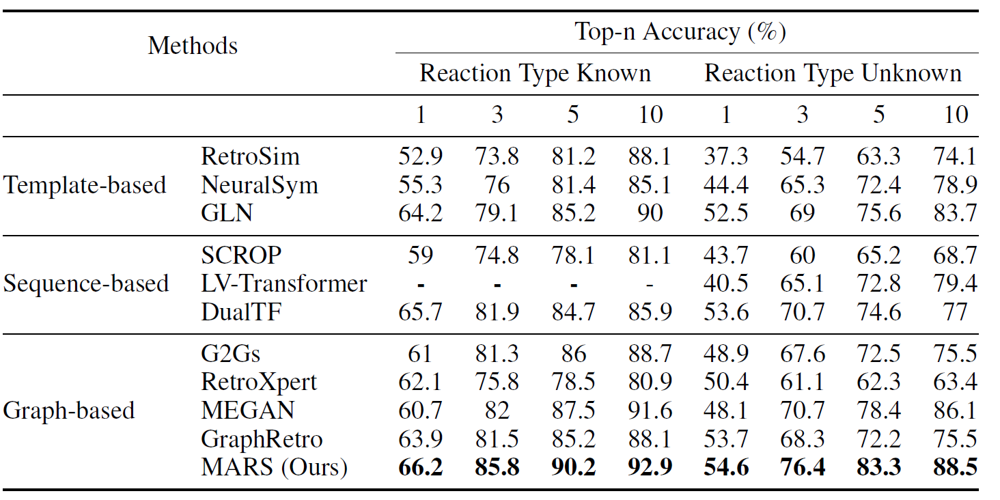 Methods Top-n Accuracy (%)
Reaction Type Known Reaction Type Unknown
1 3 5 10 1 3 5 10
RetroSim 52.9 73.8 81.2 88.1 37.3 54.7 63.3 74.1
Template-based NeuralSym 55.3 76 81.4 85.1 44.4 65.3 72.4 78.9
GLN 64.2 79.1 85.2 90 52.5 69 75.6 83.7
SCROP 59 74.8 78.1 81.1 43.7 60 65.2 68.7
Sequence-based LV-Transformer - - - - 40.5 65.1 72.8 79.4
DualTF 65.7 81.9 84.7 85.9 53.6 70.7 74.6 77
G2Gs 61 81.3 86 88.7 48.9 67.6 72.5 75.5
RetroXpert 62.1 75.8 78.5 80.9 50.4 61.1 62.3 63.4
Graph-based MEGAN 60.7 82 87.5 91.6 48.1 70.7 78.4 86.1
GraphRetro 63.9 81.5 85.2 88.1 53.7 68.3 72.2 75.5
MARS (Ours) 66.2 85.8 90.2 92.9 54.6 76.4 83.3 88.5